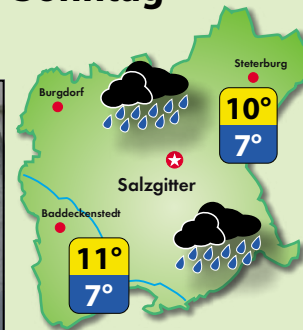 Sonntag
Steterburg
Burgdorf
10°
7°
Salzgitter
Baddeckenstedt
11°
7°